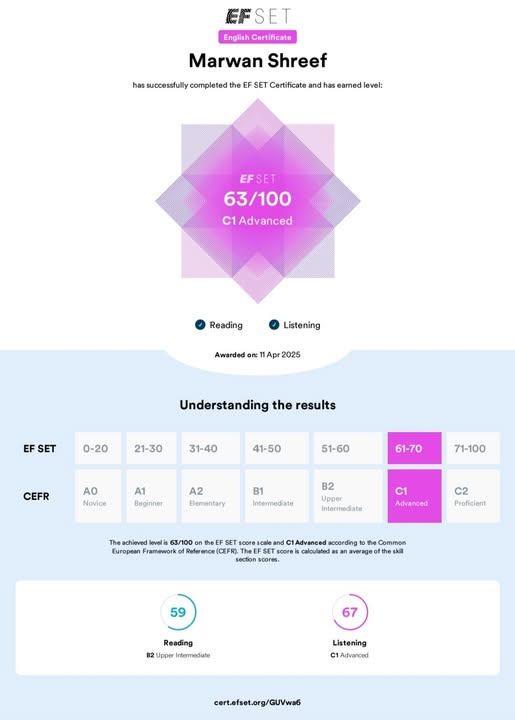 EF SET
English Certificate
Marwan Shreef
has successfully completed the EF SET Certificate and has earned level:
EF SET
63/100
C1 Advanced
Reading
Listening
Awarded on: 11 Apr 2025
Understanding the results
EF SET 0-20 21-30 31-40 41-50 51-60 61-70 71-100
CEFR
A0 Novice
A1 Beginner
A2 Elementary
B1 Intermediate
B2 Upper Intermediate
C1 Advanced
C2 Proficient
The achieved level is 63/100 on the EF SET score scale and C1 Advanced according to the Common
European Framework of Reference (CEFR). The EF SET score is calculated as an average of the skill
section scores.
59
Reading
B2 Upper Intermediate
67
Listening
C1 Advanced
cert.efset.org/GUVwa6